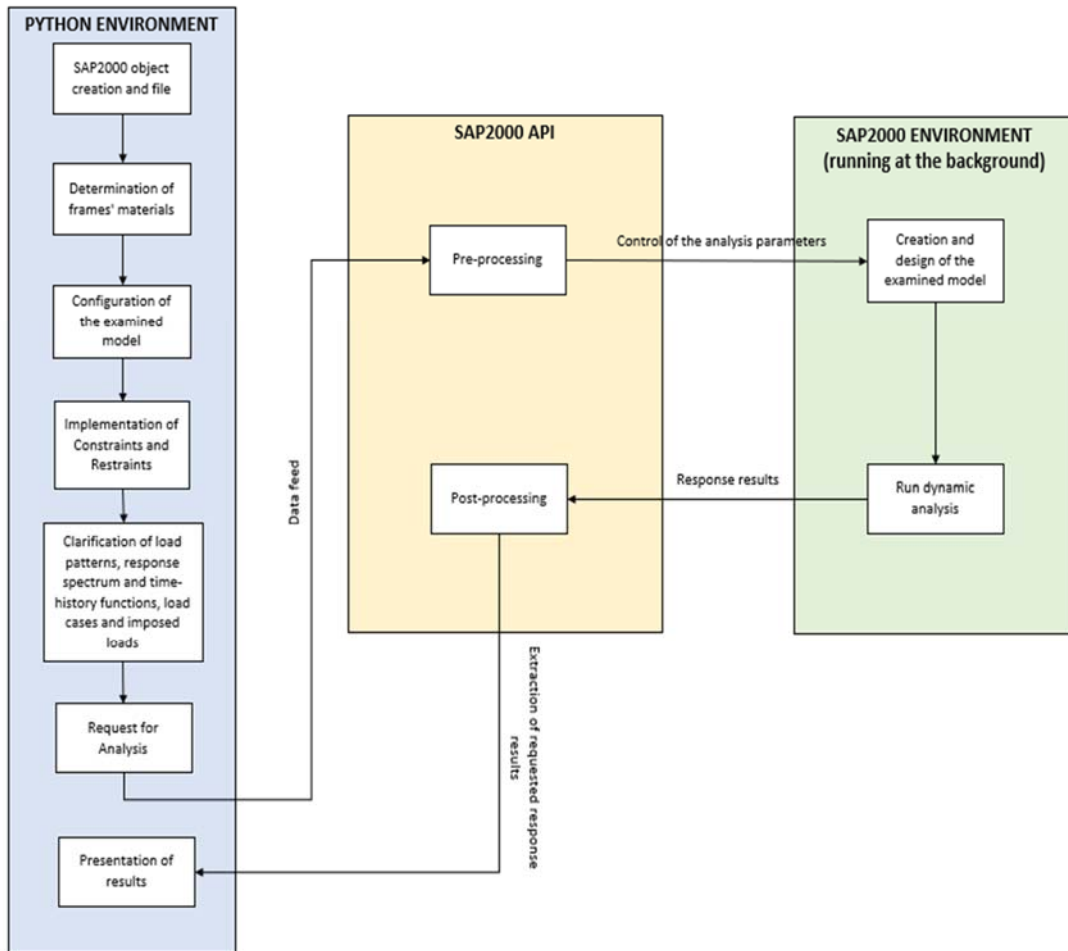 PYTHON ENVIRONMENT
SAP2000 object
creation and file
Determination of
frames' materials
Configuration of
the examined
model
Implementation of
Constraints and
Restraints
Clarification of load
patterns, response
spectrum and time-
history functions, load
cases and imposed
loads
Request for
Analysis
Presentation of
results
Data feed
SAP2000 API
Pre-processing
Post-processing
Control of the analysis parameters
Response results
Extraction of requested response
results
SAP2000 ENVIRONMENT
(running at the background)
Creation and
design of the
examined model
Run dynamic
analysis